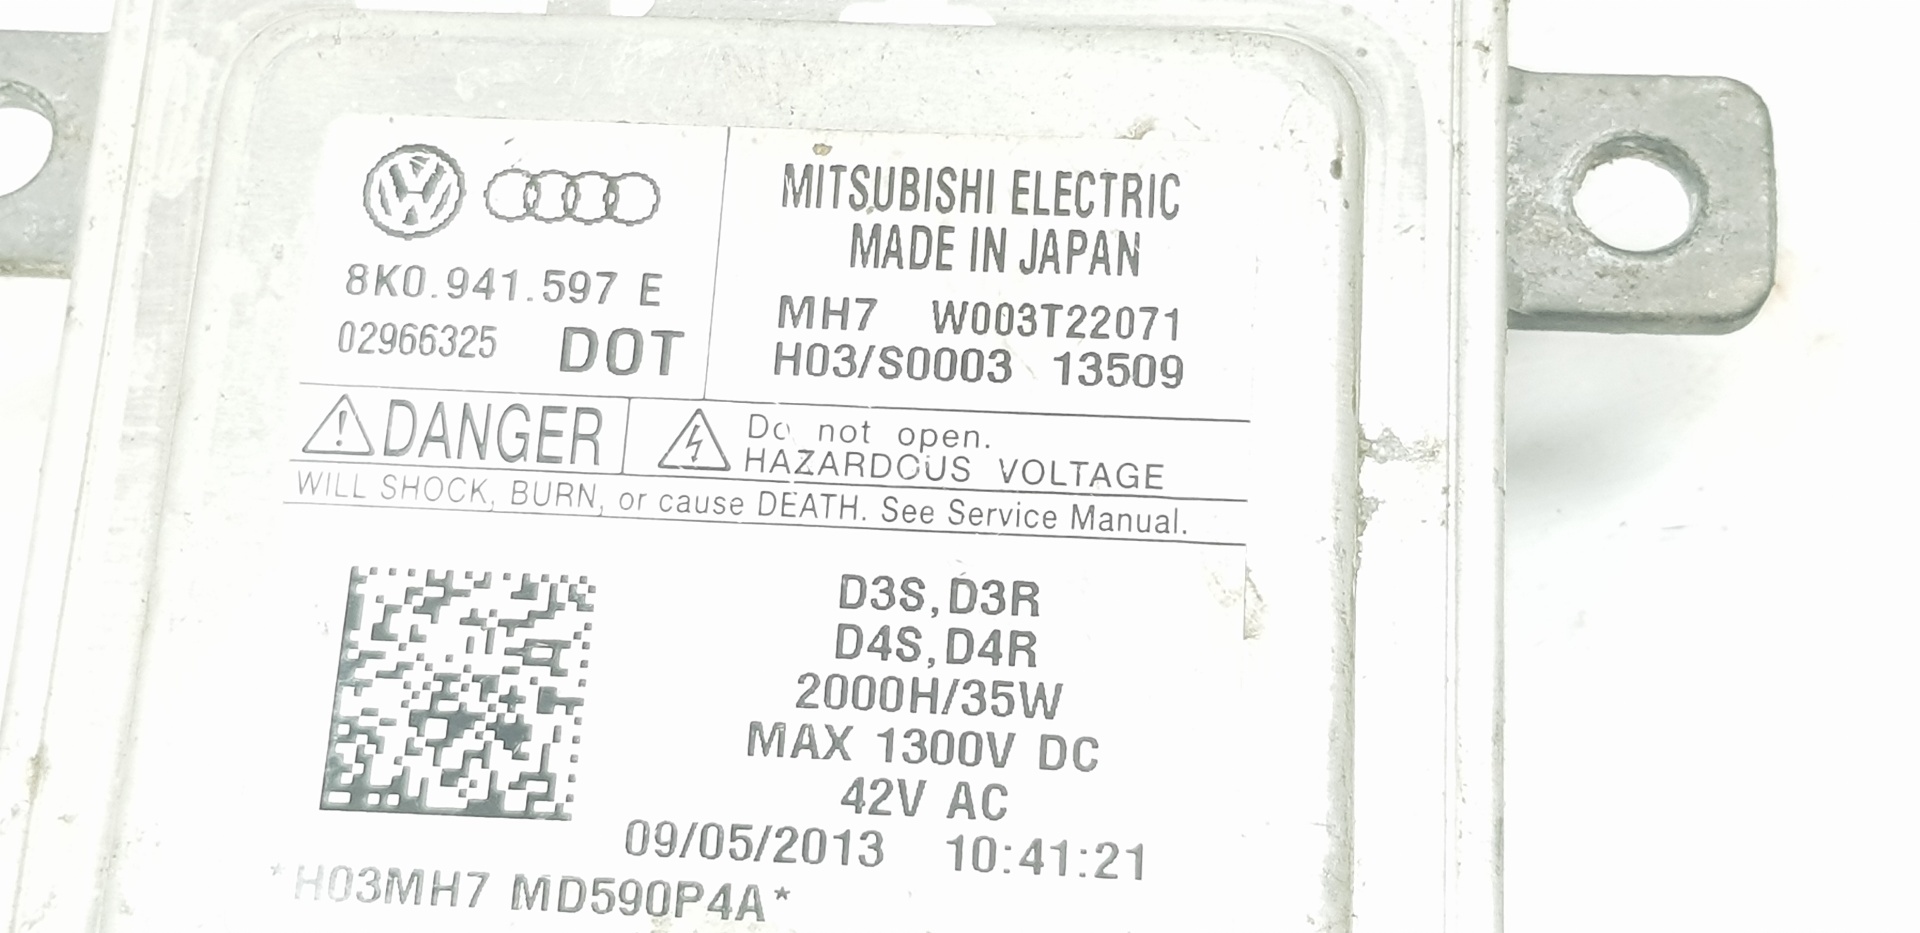 8K0.941.597 E
02966325 DOT
MITSUBISHI ELECTRIC
MADE IN JAPAN
MH7 W003T22071
H03/S0003 13509
DANGER
Do not open.
HAZARDOUS VOLTAGE
WILL SHOCK, BURN, or cause DEATH. See Service Manual.
D3S,D3R
D4S,D4R
2000H/35W
MAX 1300V DC
42V AC
09/05/2013 10:41:21
*H03MH7 MD590P4A*